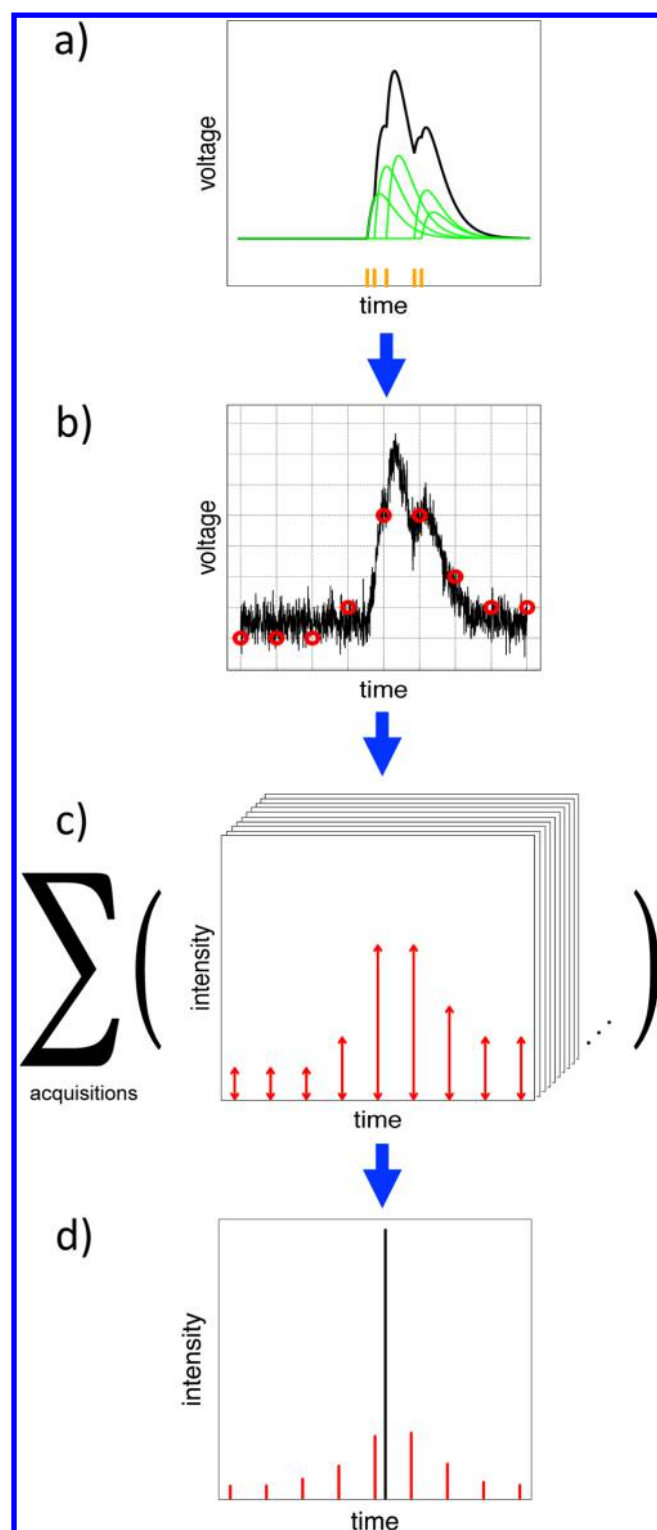 a)
voltage
time
b)
voltage
time
c)
∑ (
intensity
...
)
acquisitions
time
d)
intensity
time